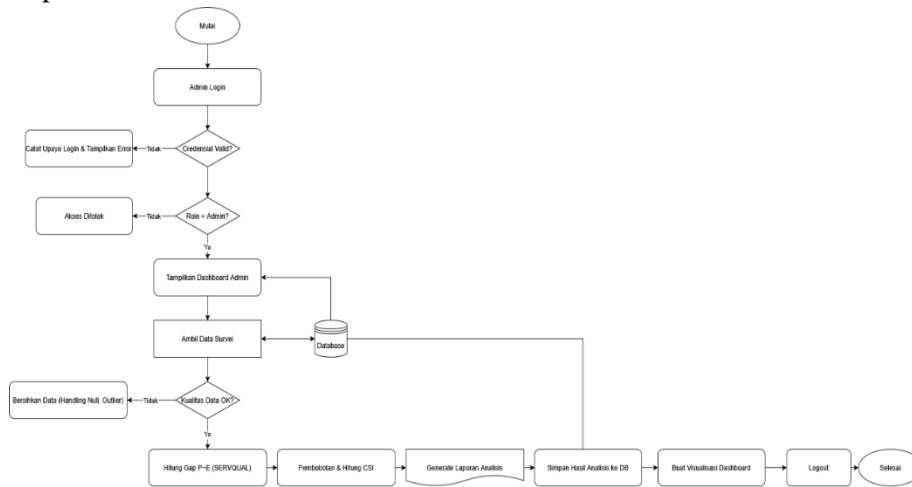 Mulai
Admin Login
Credensial Valid?
Tidak
Catat Upaya Login & Tampilkan Error
Role = Admin?
Tidak
Akses Ditolak
Ya
Tampilkan Dashboard Admin
Ambil Data Survei
Database
Kualitas Data OK?
Tidak
Bersihkan Data (Handling Null, Outlier)
Ya
Hitung Gap P-E (SERVQUAL)
Pembobotan & Hitung CSI
Generate Laporan Analisis
Simpan Hasil Analisis ke DB
Buat Visualisasi Dashboard
Logout
Selesai